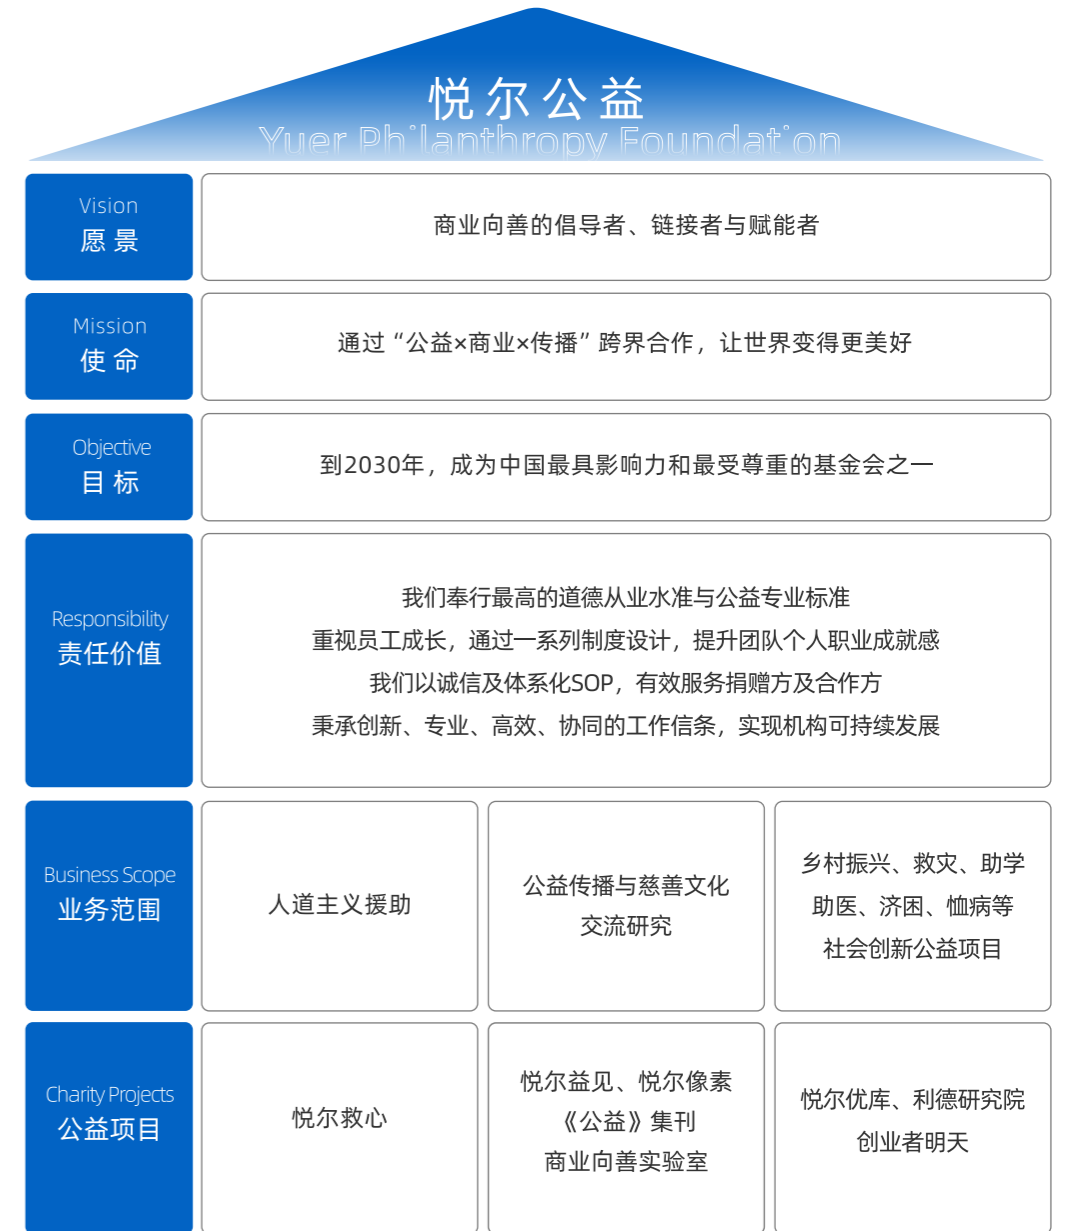 悦尔公益
Yuer Philanthropy Foundation
Vision
愿景
商业向善的倡导者、链接者与赋能者
Mission
使命
通过“公益×商业×传播”跨界合作，让世界变得更美好
Objective
目标
到2030年，成为中国最具影响力和最受尊重的基金会之一
Responsibility
责任价值
我们奉行最高的道德从业水准与公益专业标准
重视员工成长，通过一系列制度设计，提升团队个人职业成就感
我们以诚信及体系化SOP，有效服务捐赠方及合作方
秉承创新、专业、高效、协同的工作信条，实现机构可持续发展
Business Scope
业务范围
人道主义援助
公益传播与慈善文化
交流研究
乡村振兴、救灾、助学
助医、济困、恤病等
社会创新公益项目
Charity Projects
公益项目
悦尔救心
悦尔益见、悦尔像素
《公益》集刊
商业向善实验室
悦尔优库、利德研究院
创业者明天